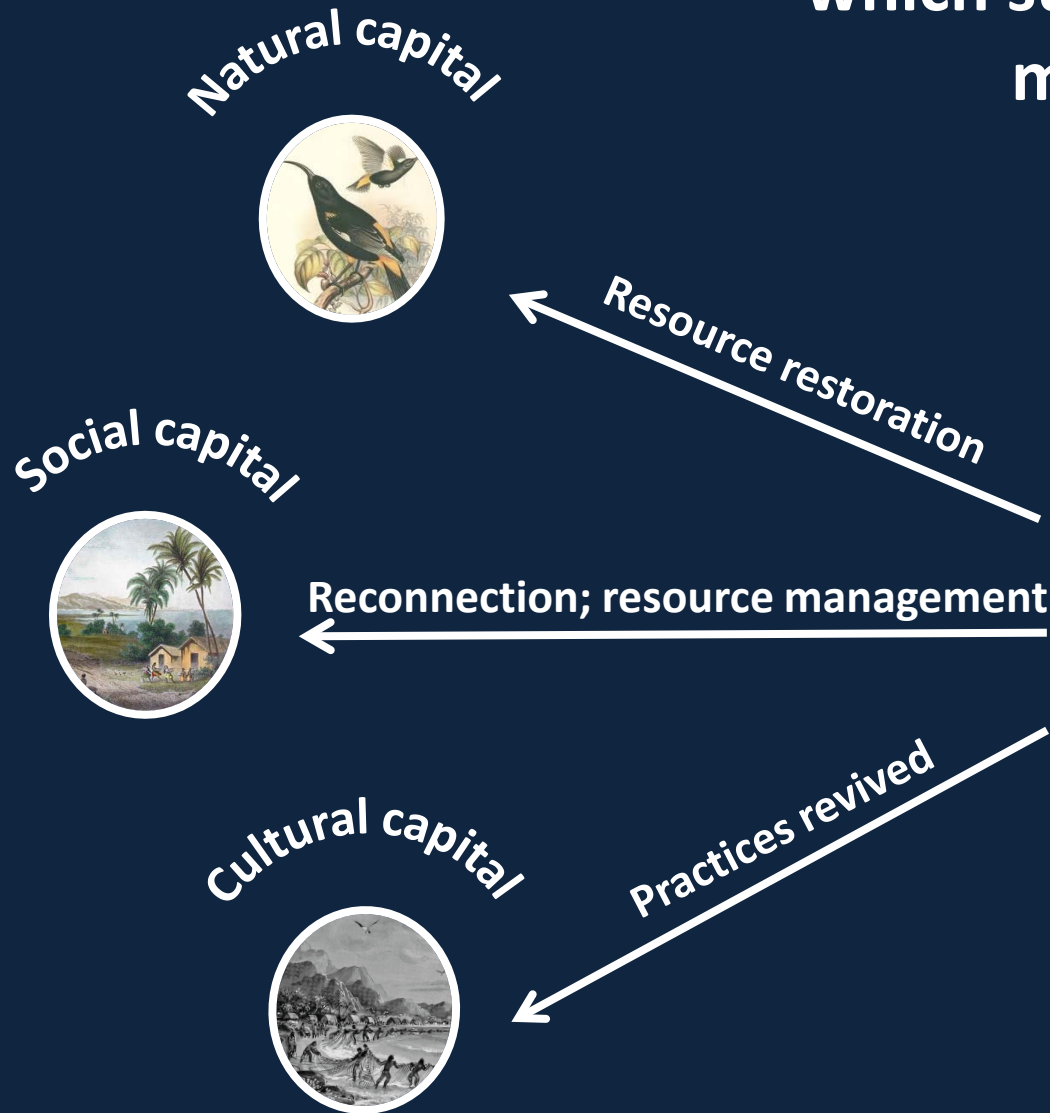 Natural capital
Resource restoration
Social capital
Reconnection; resource management
Cultural capital
Practices revived